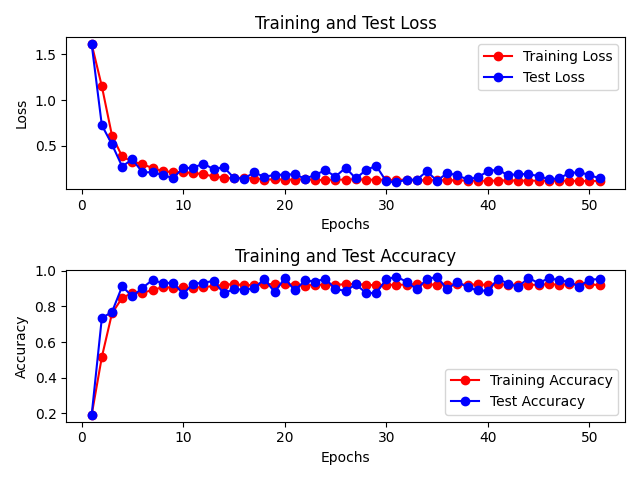 Training and Test Loss
Loss
1.5
1.0
0.5
Training Loss
Test Loss
0 10 20 30 40 50
Epochs
Training and Test Accuracy
Accuracy
1.0
0.8
0.6
0.4
0.2
Training Accuracy
Test Accuracy
0 10 20 30 40 50
Epochs